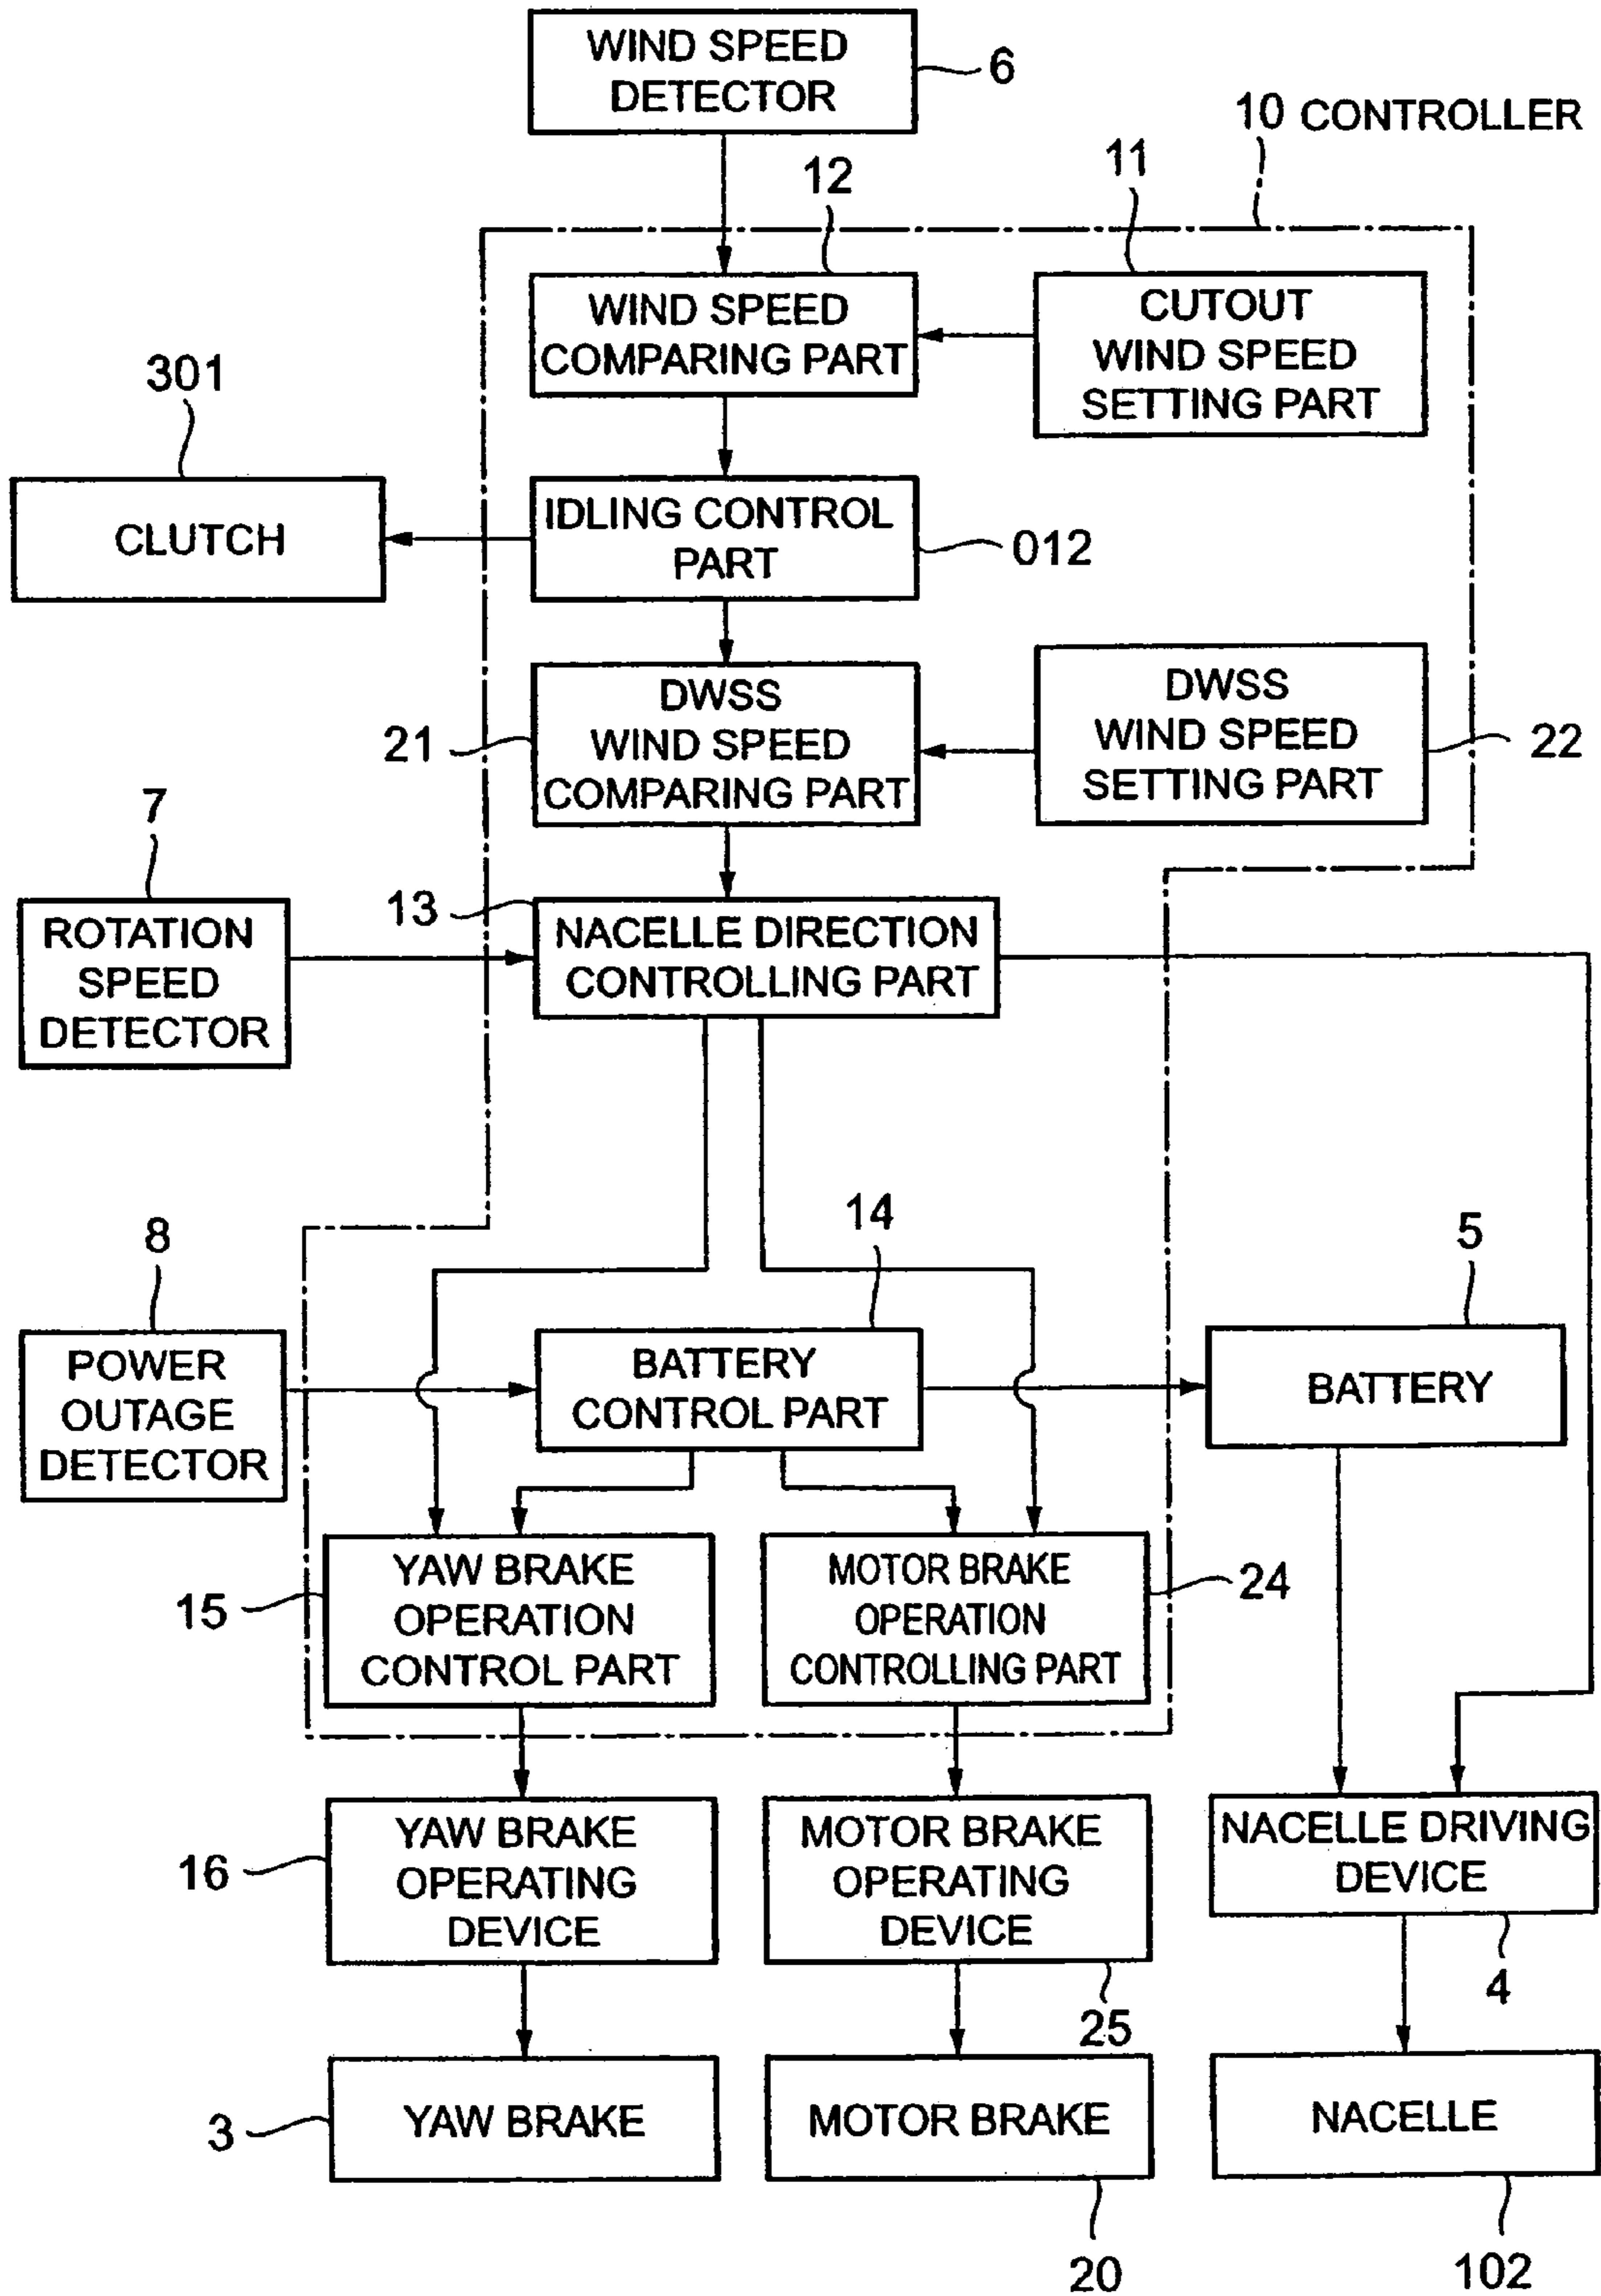 WIND SPEED
DETECTOR
6
10 CONTROLLER
12
11
WIND SPEED
COMPARING PART
CUTOUT
WIND SPEED
SETTING PART
301
CLUTCH
IDLING CONTROL
PART
012
DWSS
WIND SPEED
COMPARING PART
21
DWSS
WIND SPEED
SETTING PART
22
7
ROTATION
SPEED
DETECTOR
13
NACELLE DIRECTION
CONTROLLING PART
8
POWER
OUTAGE
DETECTOR
14
BATTERY
CONTROL PART
5
BATTERY
15
YAW BRAKE
OPERATION
CONTROL PART
MOTOR BRAKE
OPERATION
CONTROLLING PART
24
16
YAW BRAKE
OPERATING
DEVICE
MOTOR BRAKE
OPERATING
DEVICE
25
NACELLE DRIVING
DEVICE
4
3
YAW BRAKE
MOTOR BRAKE
20
NACELLE
102